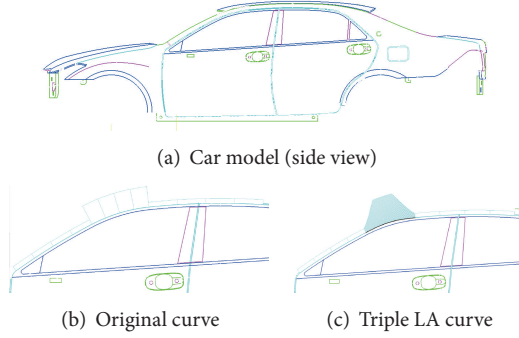 (a) Car model (side view)
(b) Original curve
(c) Triple LA curve